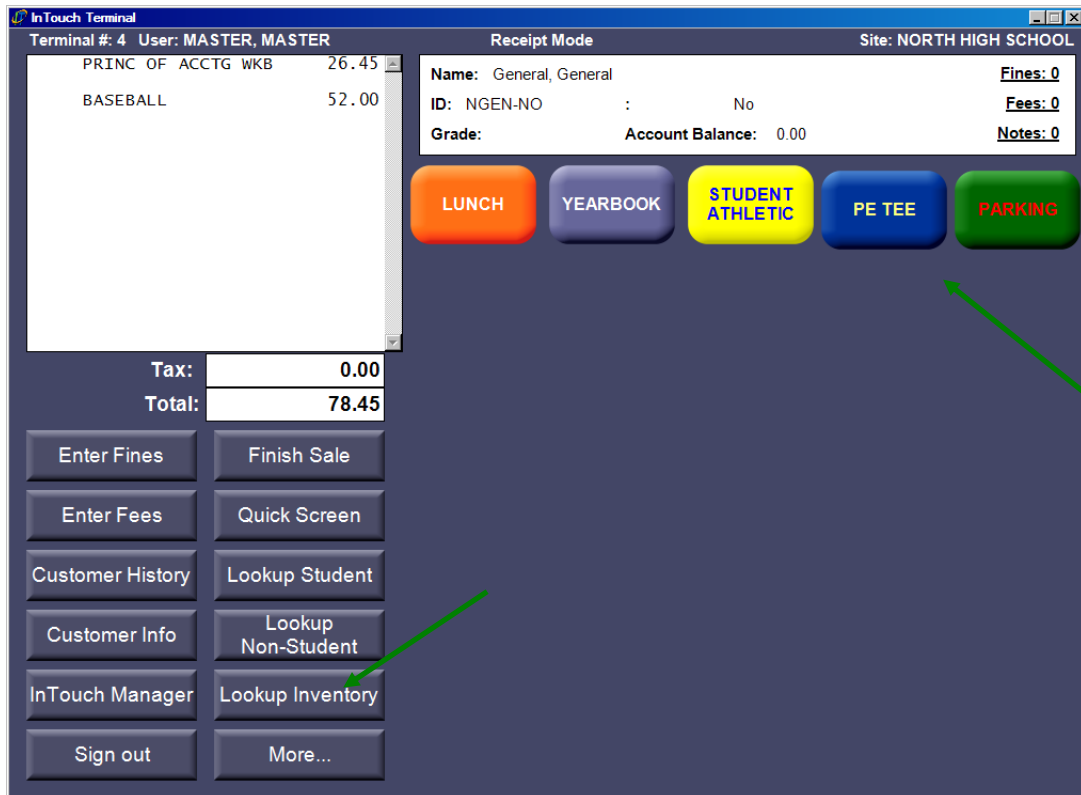 InTouch Terminal
Terminal #: 4 User: MASTER, MASTER Receipt Mode Site: NORTH HIGH SCHOOL
PRINC OF ACCTG WKB 26.45
BASEBALL 52.00
Name: General, General Fines: 0
ID: NGEN-NO : No Fees: 0
Grade: Account Balance: 0.00 Notes: 0
LUNCH
YEARBOOK
STUDENT
ATHLETIC
PE TEE
PARKING
Tax: 0.00
Total: 78.45
Enter Fines Finish Sale
Enter Fees Quick Screen
Customer History Lookup Student
Customer Info Lookup
Non-Student
InTouch Manager Lookup Inventory
Sign out More...